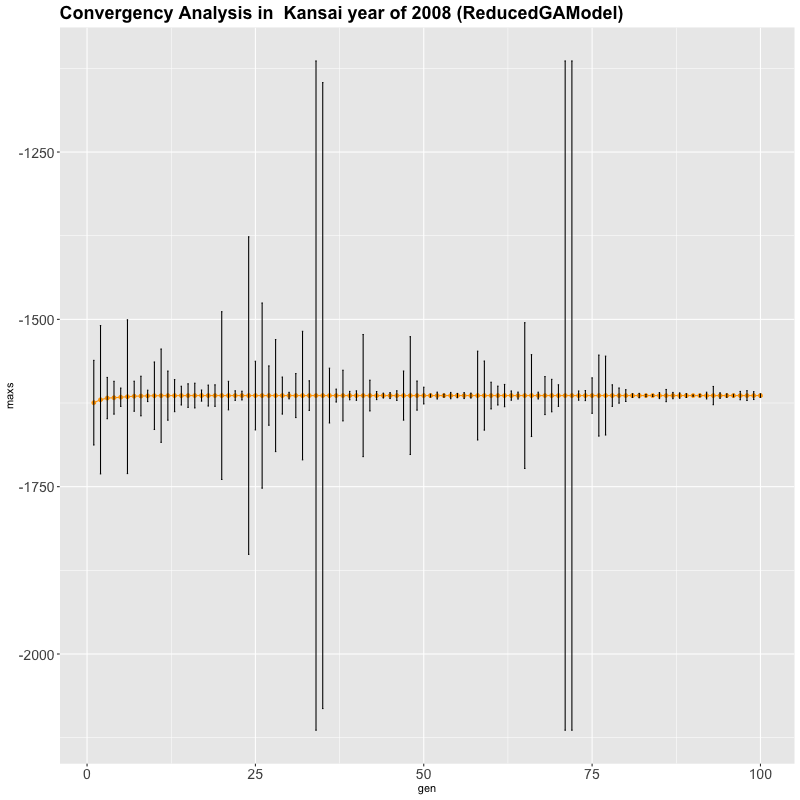 Convergency Analysis in  Kansai year of 2008 (ReducedGAModel)
maxs
-1250
-1500
-1750
-2000
0 25 50 75 100
gen